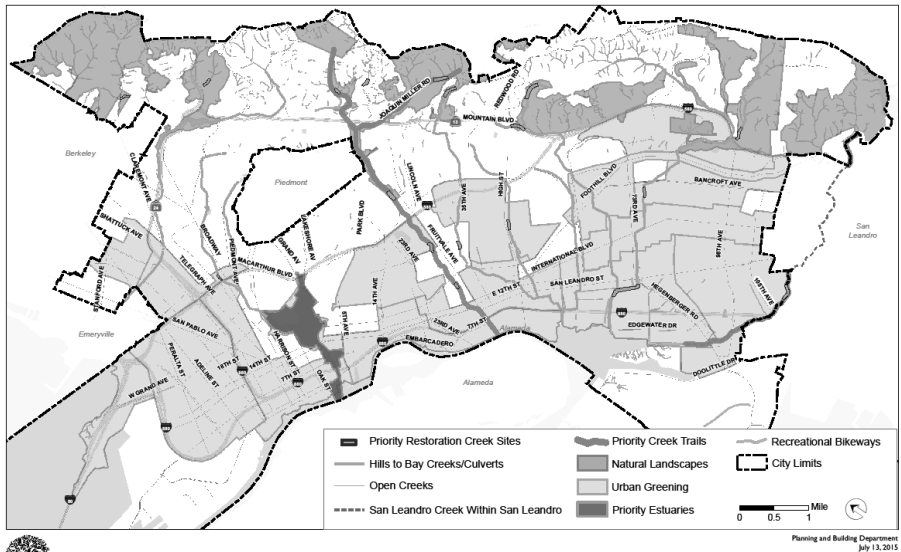 JOAQUIN MILLER RD
REDWOOD RD
MOUNTAIN BLVD
13
Berkeley
CLAREMONT AVE
24
Piedmont
LINCOLN AVE
35TH AVE
HIGH ST
FOOTHILL BLVD
73RD AVE
BANCROFT AVE
San
Leandro
SHATTUCK AVE
BROADWAY
PIEDMONT AVE
GRAND AV
LAKESHORE AV
PARK BLVD
FRUITVALE AVE
23RD AVE
98TH AVE
STANFORD AVE
TELEGRAPH AVE
MACARTHUR BLVD
INTERNATIONAL BLVD
SAN LEANDRO ST
E 12TH ST
14TH AVE
HEGENBERGER RD
105TH AVE
Emeryville
SAN PABLO AVE
HARRISON ST
5TH AVE
23RD AVE
7TH ST
Alameda
EDGEWATER DR
EMBARCADERO
PERALTA ST
ADELINE ST
18TH ST
14TH ST
7TH ST
OAK ST
W GRAND AVE
DOOLITTLE DR
Alameda
Priority Restoration Creek Sites
Hills to Bay Creeks/Culverts
Open Creeks
San Leandro Creek Within San Leandro
Priority Creek Trails
Natural Landscapes
Urban Greening
Priority Estuaries
Recreational Bikeways
City Limits
0 0.5 1 Mile
Planning and Building Department
July 13, 2015